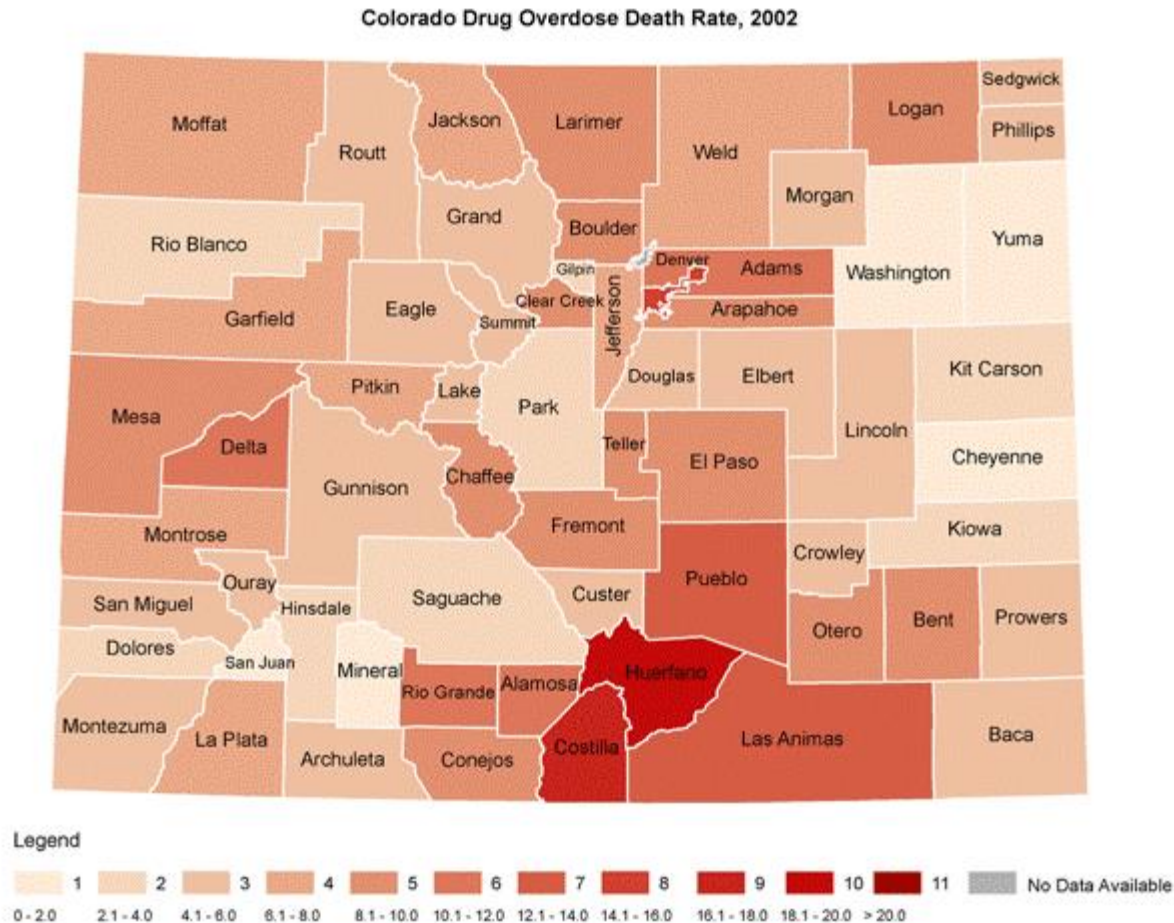 Colorado Drug Overdose Death Rate, 2002
Sedgwick
Moffat
Jackson
Larimer
Logan
Phillips
Routt
Weld
Morgan
Grand
Boulder
Rio Blanco
Yuma
Gilpin
Denver
Adams
Washington
Clear Creek
Eagle
Garfield
Summit
Jefferson
Arapahoe
Pitkin
Lake
Park
Douglas
Elbert
Kit Carson
Mesa
Delta
Lincoln
Teller
El Paso
Cheyenne
Chaffee
Gunnison
Fremont
Kiowa
Montrose
Crowley
Ouray
Pueblo
San Miguel
Hinsdale
Saguache
Custer
Otero
Bent
Prowers
Dolores
San Juan
Mineral
Huerfano
Rio Grande
Alamosa
Montezuma
La Plata
Archuleta
Conejos
Costilla
Las Animas
Baca
Legend
1 2 3 4 5 6 7 8 9 10 11 No Data Available
0 - 2.0 2.1 - 4.0 4.1 - 6.0 6.1 - 8.0 8.1 - 10.0 10.1 - 12.0 12.1 - 14.0 14.1 - 16.0 16.1 - 18.0 18.1 - 20.0 > 20.0